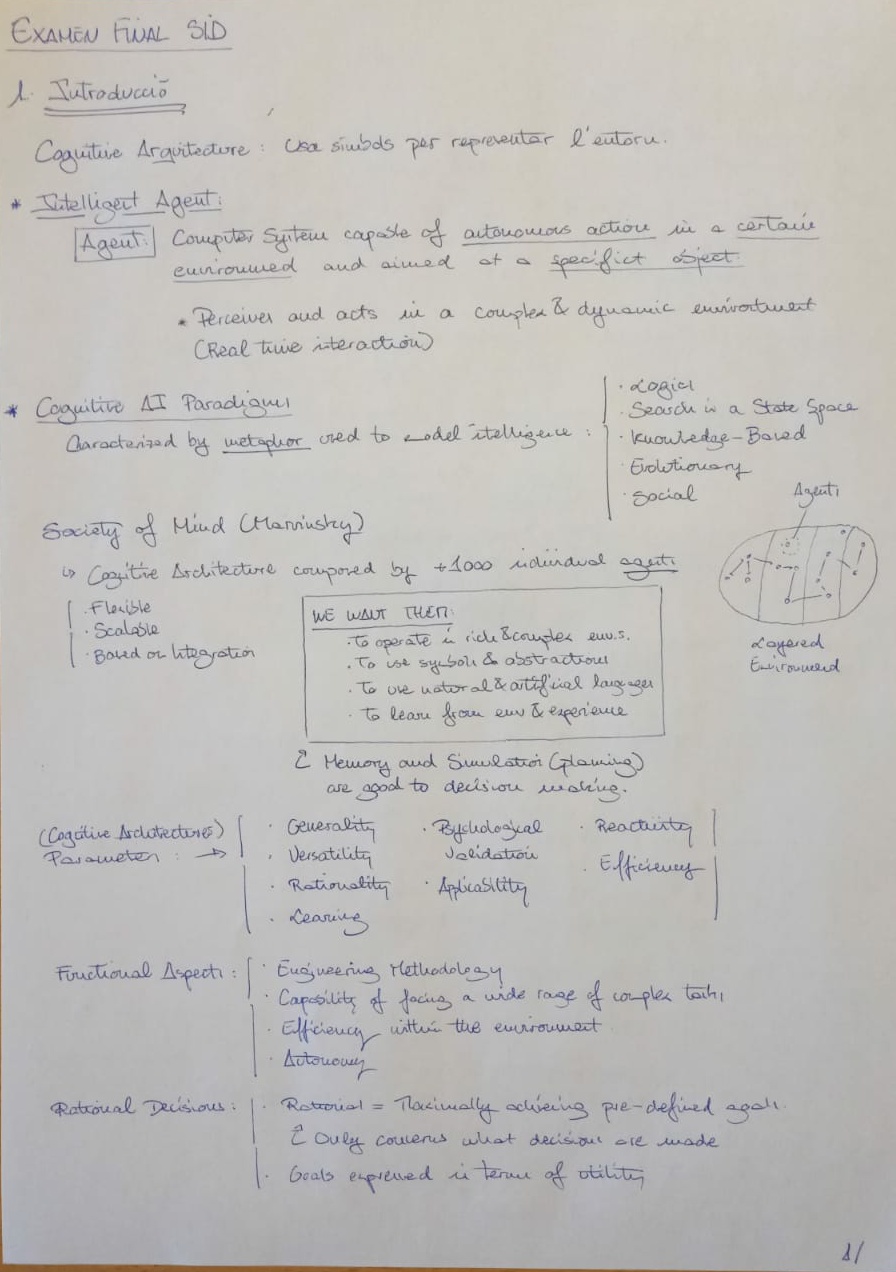 EXAMEN FINAL SID
1. Introducció
Cognitive Arquitecture: Usa símbols per representar l'entorn.
* Intelligent Agent:
Agent: Computer System capable of autonomous action in a certain
environmed and aimed at a specifict object.
* Perceives and acts in a complex & dynamic environtment
(Real time interaction)
* Cognitive AI Paradigms
Characterized by metaphor used to model intelligence:
· Logics
· Search in a State Space
· Knowledge-Based
· Evolutionary
· Social
Society of Mind (Marvinsky)
↳ Cognitive Architecture composed by +1000 individual agents
· Flexible
· Scalable
· Based on Integration
WE WANT THEM:
· To operate in rich & complex envs.
· To use symbols & abstractions
· To use natural & artificial languages
· To learn from env & experience
Agents
Layered
Environmed
Memory and Simulation (planning)
are good to decision making.
(Cognitive Architectures)
Parameters: →
· Generality
· Versatility
· Rationality
· Learning
· Psychological
Validation
· Applicability
· Reactivity
· Efficiency
Functional Aspects:
· Engineering Methodology
· Capability of facing a wide range of complex tasks
· Efficiency within the environment
· Autonomy
Rational Decisions:
· Rational = Maximally achieving pre-defined goals.
Only concerns what decisions are made
· Goals expressed in terms of utility
1/